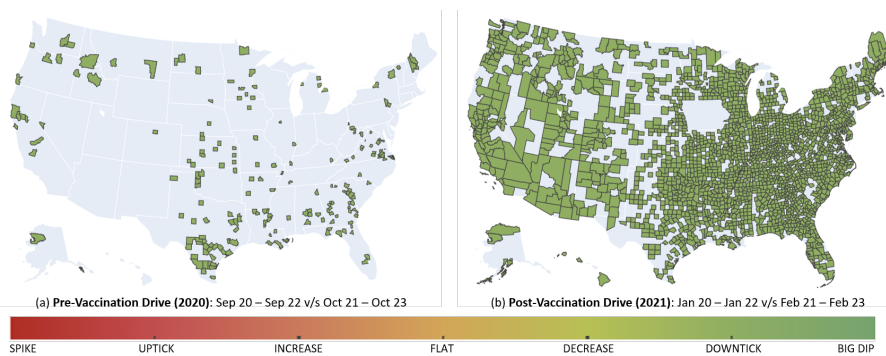 (a) Pre-Vaccination Drive (2020): Sep 20 – Sep 22 v/s Oct 21 – Oct 23
(b) Post-Vaccination Drive (2021): Jan 20 – Jan 22 v/s Feb 21 – Feb 23
SPIKE UPTICK INCREASE FLAT DECREASE DOWNTICK BIG DIP